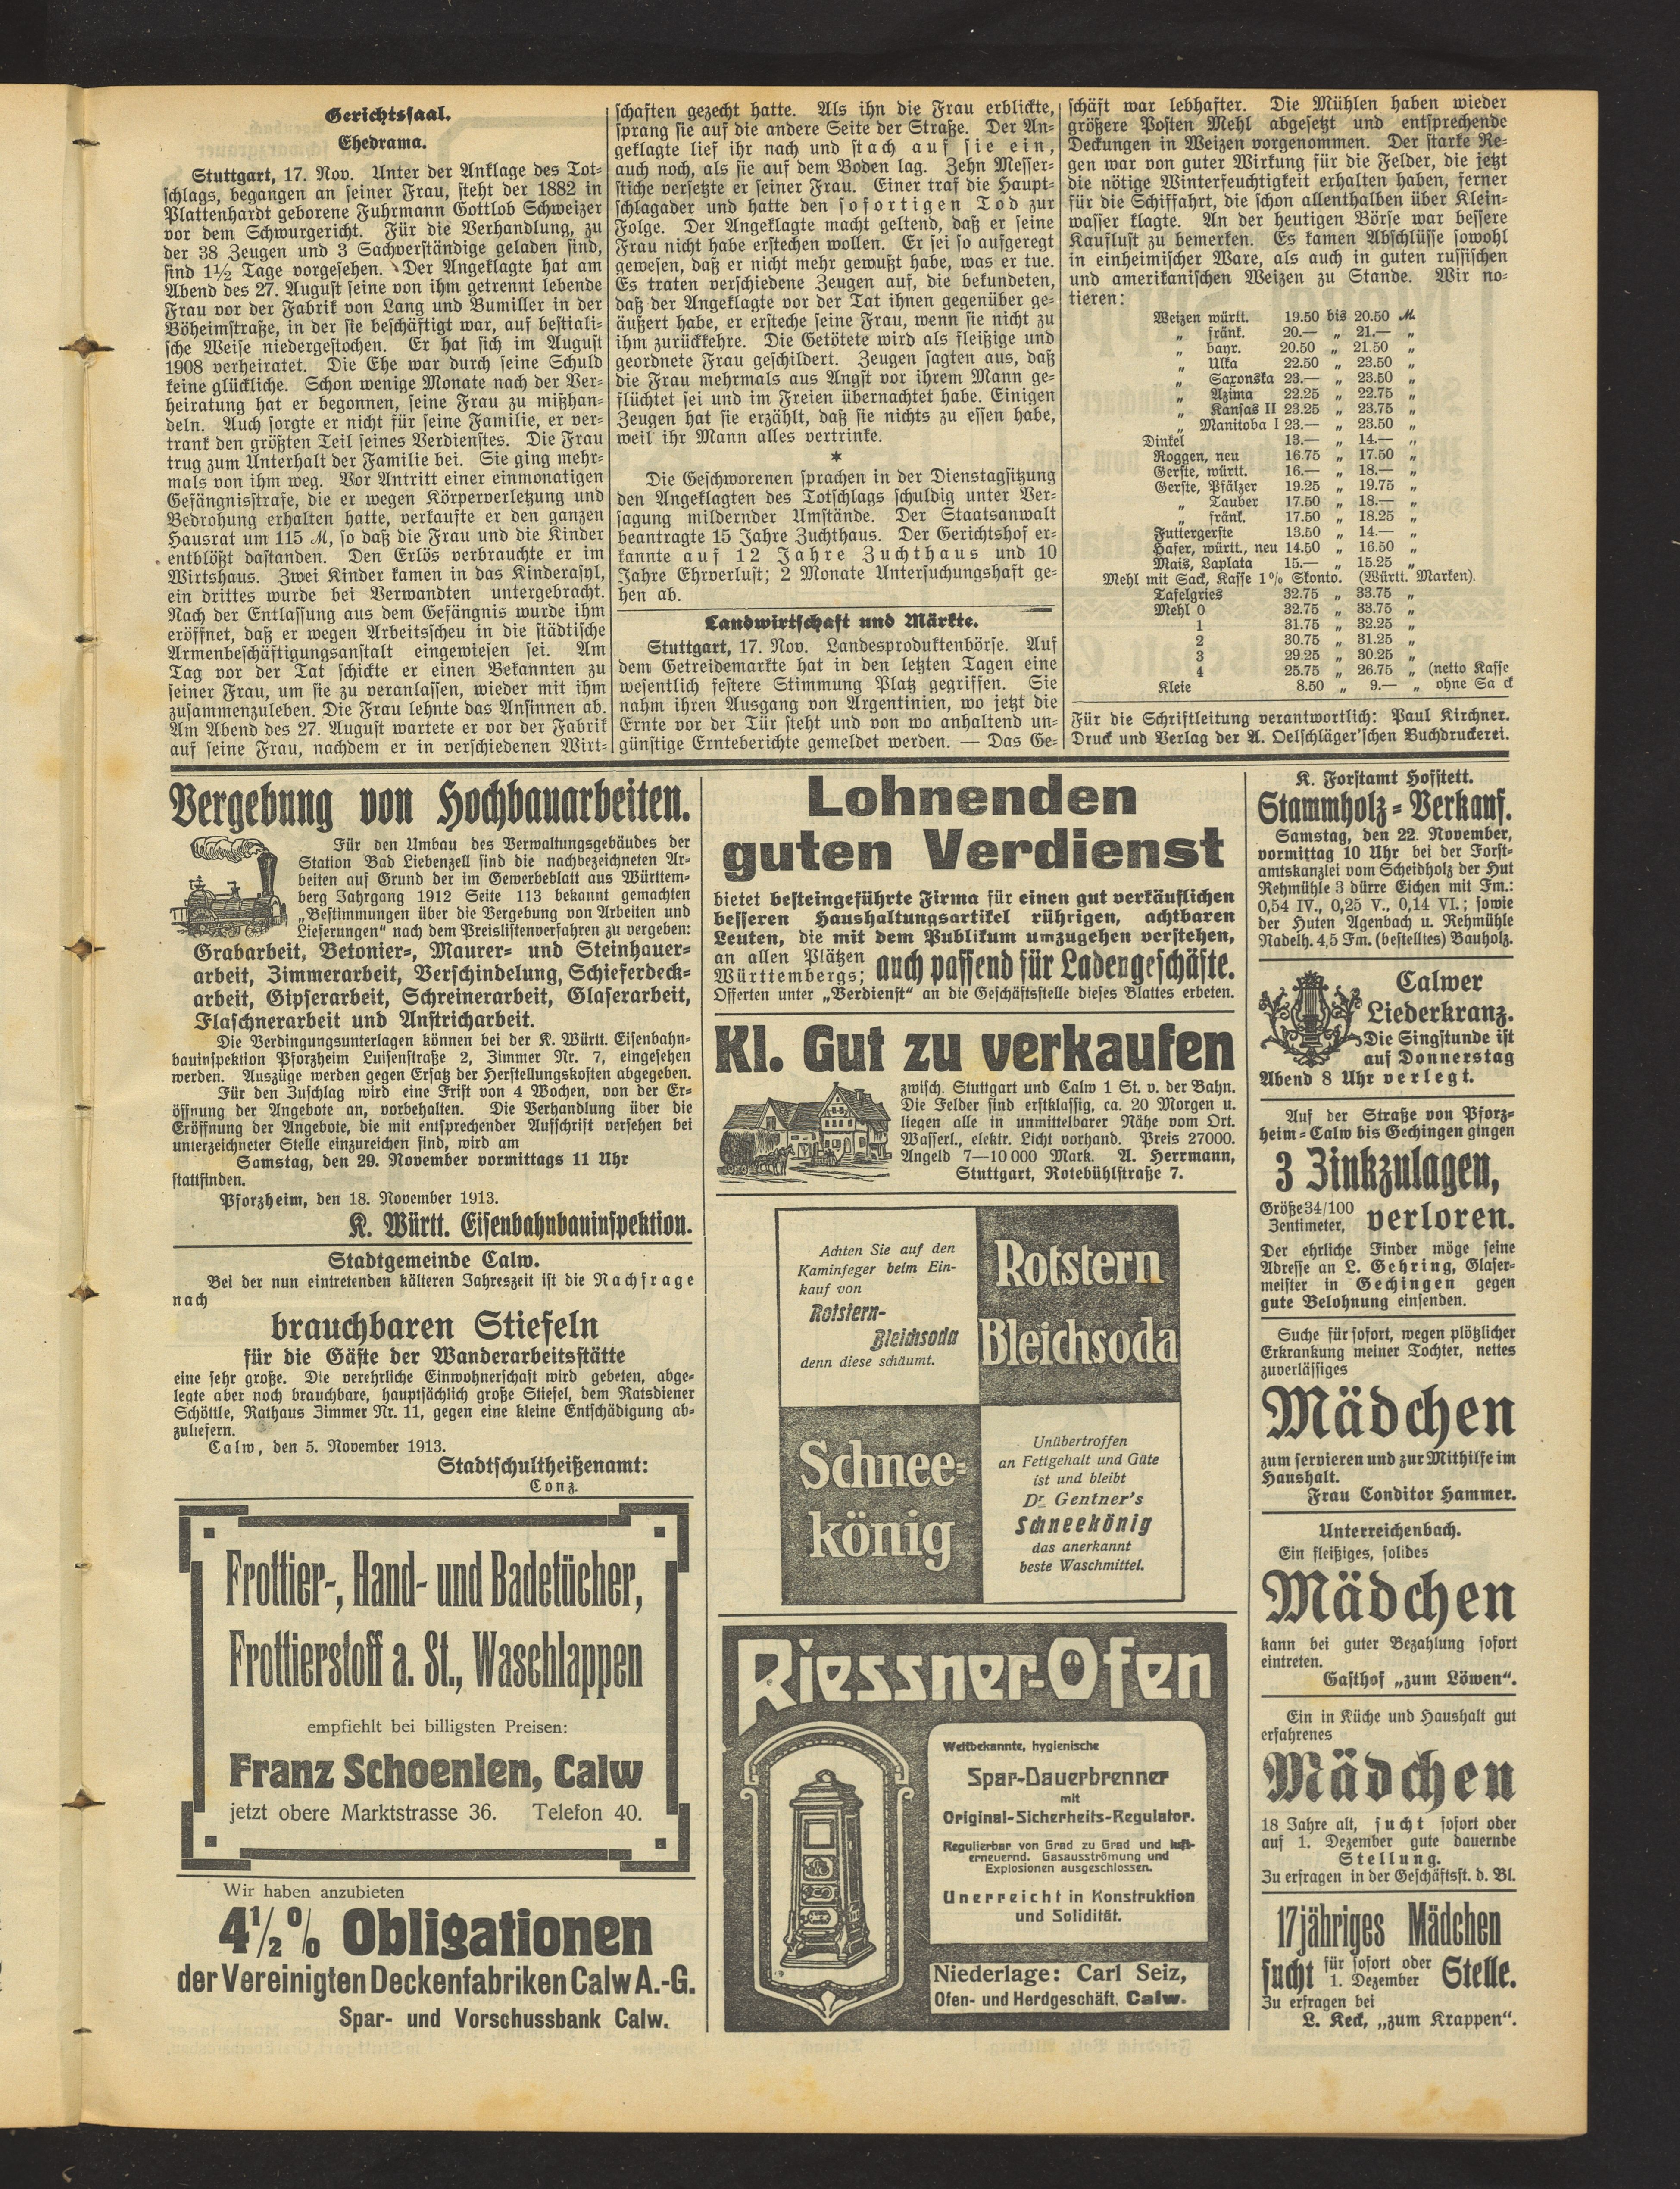 Gerichtssaal.
Ehedrama.
Stuttgart, 17. Nov. Unter der Anklage des Tot-
schlags, begangen an seiner Frau, steht der 1882 in
Plattenhardt geborene Fuhrmann Gottlob Schweizer
vor dem Schwurgericht. Für die Verhandlung, zu
der 38 Zeugen und 3 Sachverständige geladen sind,
sind 1½ Tage vorgesehen. Der Angeklagte hat am
Abend des 27. August seine von ihm getrennt lebende
Frau vor der Fabrik von Lang und Bumiller in der
Böheimstraße, in der sie beschäftigt war, auf bestiali-
sche Weise niedergestochen. Er hat sich im August
1908 verheiratet. Die Ehe war durch seine Schuld
keine glückliche. Schon wenige Monate nach der Ver-
heiratung hat er begonnen, seine Frau zu mißhan-
deln. Auch sorgte er nicht für seine Familie, er ver-
trank den größten Teil seines Verdienstes. Die Frau
trug zum Unterhalt der Familie bei. Sie ging mehr-
mals von ihm weg. Vor Antritt einer einmonatigen
Gefängnisstrafe, die er wegen Körperverletzung und
Bedrohung erhalten hatte, verkaufte er den ganzen
Hausrat um 115 M, so daß die Frau und die Kinder
entblößt dastanden. Den Erlös verbrauchte er im
Wirtshaus. Zwei Kinder kamen in das Kinderasyl,
ein drittes wurde bei Verwandten untergebracht.
Nach der Entlassung aus dem Gefängnis wurde ihm
eröffnet, daß er wegen Arbeitsscheu in die städtische
Armenbeschäftigungsanstalt eingewiesen sei. Am
Tag vor der Tat schickte er einen Bekannten zu
seiner Frau, um sie zu veranlassen, wieder mit ihm
zusammenzuleben. Die Frau lehnte das Ansinnen ab.
Am Abend des 27. August wartete er vor der Fabrik
auf seine Frau, nachdem er in verschiedenen Wirt-
schaften gezecht hatte. Als ihn die Frau erblickte,
sprang sie auf die andere Seite der Straße. Der An-
geklagte lief ihr nach und stach auf sie ein,
auch noch, als sie auf dem Boden lag. Zehn Messer-
stiche versetzte er seiner Frau. Einer traf die Haupt-
schlagader und hatte den sofortigen Tod zur
Folge. Der Angeklagte macht geltend, daß er seine
Frau nicht habe erstechen wollen. Er sei so aufgeregt
gewesen, daß er nicht mehr gewußt habe, was er tue.
Es traten verschiedene Zeugen auf, die bekundeten,
daß der Angeklagte vor der Tat ihnen gegenüber ge-
äußert habe, er ersteche seine Frau, wenn sie nicht zu
ihm zurückkehre. Die Getötete wird als fleißige und
geordnete Frau geschildert. Zeugen sagten aus, daß
die Frau mehrmals aus Angst vor ihrem Mann ge-
flüchtet sei und im Freien übernachtet habe. Einigen
Zeugen hat sie erzählt, daß sie nichts zu essen habe,
weil ihr Mann alles vertrinke.
*
Die Geschworenen sprachen in der Dienstagsitzung
den Angeklagten des Totschlags schuldig unter Ver-
sagung mildernder Umstände. Der Staatsanwalt
beantragte 15 Jahre Zuchthaus. Der Gerichtshof er-
kannte auf 12 Jahre Zuchthaus und 10
Jahre Ehrverlust; 2 Monate Untersuchungshaft ge-
hen ab.
Landwirtschaft und Märkte.
Stuttgart, 17. Nov. Landesproduktenbörse. Auf
dem Getreidemarkte hat in den letzten Tagen eine
wesentlich festere Stimmung Platz gegriffen. Sie
nahm ihren Ausgang von Argentinien, wo jetzt die
Ernte vor der Tür steht und von wo anhaltend un-
günstige Ernteberichte gemeldet werden. — Das Ge-
schäft war lebhafter. Die Mühlen haben wieder
größere Posten Mehl abgesetzt und entsprechende
Deckungen in Weizen vorgenommen. Der starke Re-
gen war von guter Wirkung für die Felder, die jetzt
die nötige Winterfeuchtigkeit erhalten haben, ferner
für die Schiffahrt, die schon allenthalben über Klein-
wasser klagte. An der heutigen Börse war bessere
Kauflust zu bemerken. Es kamen Abschlüsse sowohl
in einheimischer Ware, als auch in guten russischen
und amerikanischen Weizen zu Stande. Wir no-
tieren:
Weizen württ. 19.50 bis 20.50 M.
„ fränk. 20.— „ 21.— „
„ bayr. 20.50 „ 21.50 „
„ Ulka 22.50 „ 23.50 „
„ Saxonska 23.— „ 23.50 „
„ Azima 22.25 „ 22.75 „
„ Kansas II 23.25 „ 23.75 „
„ Manitoba I 23.— „ 23.50 „
Dinkel 13.— „ 14.— „
Roggen, neu 16.75 „ 17.50 „
Gerste, württ. 16.— „ 18.— „
Gerste, Pfälzer 19.25 „ 19.75 „
„ Tauber 17.50 „ 18.— „
„ fränk. 17.50 „ 18.25 „
Futtergerste 13.50 „ 14.— „
Hafer, württ., neu 14.50 „ 16.50 „
Mais, Laplata 15.— „ 15.25 „
Mehl mit Sack, Kasse 1% Skonto. (Württ. Marken).
Tafelgries 32.75 „ 33.75 „
Mehl 0 32.75 „ 33.75 „
1 31.75 „ 32.25 „
2 30.75 „ 31.25 „
3 29.25 „ 30.25 „
4 25.75 „ 26.75 „ (netto Kasse
Kleie 8.50 „ 9.— „ ohne Sa ck
Für die Schriftleitung verantwortlich: Paul Kirchner.
Druck und Verlag der A. Oelschläger'schen Buchdruckerei.
Vergebung von Hochbauarbeiten.
Für den Umbau des Verwaltungsgebäudes der
Station Bad Liebenzell sind die nachbezeichneten Ar-
beiten auf Grund der im Gewerbeblatt aus Württem-
berg Jahrgang 1912 Seite 113 bekannt gemachten
„Bestimmungen über die Vergebung von Arbeiten und
Lieferungen“ nach dem Preislistenverfahren zu vergeben:
Grabarbeit, Betonier-, Maurer- und Steinhauer-
arbeit, Zimmerarbeit, Verschindelung, Schieferdeck-
arbeit, Gipserarbeit, Schreinerarbeit, Glaserarbeit,
Flaschnerarbeit und Anstricharbeit.
Die Verdingungsunterlagen können bei der K. Württ. Eisenbahn-
bauinspektion Pforzheim Luisenstraße 2, Zimmer Nr. 7, eingesehen
werden. Auszüge werden gegen Ersatz der Herstellungskosten abgegeben.
Für den Zuschlag wird eine Frist von 4 Wochen, von der Er-
öffnung der Angebote an, vorbehalten. Die Verhandlung über die
Eröffnung der Angebote, die mit entsprechender Aufschrift versehen bei
unterzeichneter Stelle einzureichen sind, wird am
Samstag, den 29. November vormittags 11 Uhr
stattfinden.
Pforzheim, den 18. November 1913.
K. Württ. Eisenbahnbauinspektion.
Stadtgemeinde Calw.
Bei der nun eintretenden kälteren Jahreszeit ist die Nachfrage
nach
brauchbaren Stiefeln
für die Gäste der Wanderarbeitsstätte
eine sehr große. Die verehrliche Einwohnerschaft wird gebeten, abge-
legte aber noch brauchbare, hauptsächlich große Stiefel, dem Ratsdiener
Schöttle, Rathaus Zimmer Nr. 11, gegen eine kleine Entschädigung ab-
zuliefern.
Calw, den 5. November 1913.
Stadtschultheißenamt:
Conz.
Frottier-, Hand- und Badetücher,
Frottierstoff a. St., Waschlappen
empfiehlt bei billigsten Preisen:
Franz Schoenlen, Calw
jetzt obere Marktstrasse 36. Telefon 40.
Wir haben anzubieten
4½% Obligationen
der Vereinigten Deckenfabriken Calw A.-G.
Spar- und Vorschussbank Calw.
Lohnenden
guten Verdienst
bietet besteingeführte Firma für einen gut verkäuflichen
besseren Haushaltungsartikel rührigen, achtbaren
Leuten, die mit dem Publikum umzugehen verstehen,
an allen Plätzen
Württembergs; auch passend für Ladengeschäfte.
Offerten unter „Verdienst“ an die Geschäftsstelle dieses Blattes erbeten.
Kl. Gut zu verkaufen
zwisch. Stuttgart und Calw 1 St. v. der Bahn.
Die Felder sind erstklassig, ca. 20 Morgen u.
liegen alle in unmittelbarer Nähe vom Ort.
Wasserl., elektr. Licht vorhand. Preis 27000.
Angeld 7—10 000 Mark. A. Herrmann,
Stuttgart, Rotebühlstraße 7.
Achten Sie auf den
Kaminfeger beim Ein-
kauf von
Rotstern-
Bleichsoda
denn diese schäumt.
Rotstern
Bleichsoda
Schnee-
könig
Unübertroffen
an Fettgehalt und Güte
ist und bleibt
Dr. Gentner's
Schneekönig
das anerkannt
beste Waschmittel.
Riessner-Ofen
Weltbekannte, hygienische
Spar-Dauerbrenner
mit
Original-Sicherheits-Regulator.
Regulierbar von Grad zu Grad und luft-
erneuernd. Gasausströmung und
Explosionen ausgeschlossen.
Unerreicht in Konstruktion
und Solidität.
Niederlage: Carl Seiz,
Ofen- und Herdgeschäft, Calw.
K. Forstamt Hofstett.
Stammholz-Verkauf.
Samstag, den 22. November,
vormittag 10 Uhr bei der Forst-
amtskanzlei vom Scheidholz der Hut
Rehmühle 3 dürre Eichen mit Fm.:
0,54 IV., 0,25 V., 0,14 VI.; sowie
der Huten Agenbach u. Rehmühle
Nadelh. 4,5 Fm. (bestelltes) Bauholz.
Calwer
Liederkranz.
Die Singstunde ist
auf Donnerstag
Abend 8 Uhr verlegt.
Auf der Straße von Pforz-
heim-Calw bis Gechingen gingen
3 Zinkzulagen,
Größe 34/100
Zentimeter, verloren.
Der ehrliche Finder möge seine
Adresse an L. Gehring, Glaser-
meister in Gechingen gegen
gute Belohnung einsenden.
Suche für sofort, wegen plötzlicher
Erkrankung meiner Tochter, nettes
zuverlässiges
Mädchen
zum servieren und zur Mithilfe im
Haushalt.
Frau Conditor Hammer.
Unterreichenbach.
Ein fleißiges, solides
Mädchen
kann bei guter Bezahlung sofort
eintreten.
Gasthof „zum Löwen“.
Ein in Küche und Haushalt gut
erfahrenes
Mädchen
18 Jahre alt, sucht sofort oder
auf 1. Dezember gute dauernde
Stellung.
Zu erfragen in der Geschäftsst. d. Bl.
17jähriges Mädchen
sucht für sofort oder
1. Dezember Stelle.
Zu erfragen bei
L. Keck, „zum Krappen“.